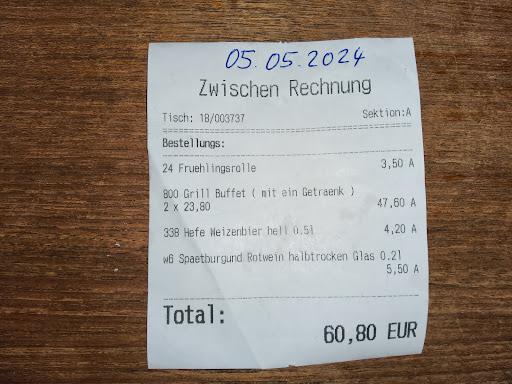 05.05.2024
Zwischen Rechnung
Tisch: 18/003737 Sektion:A
Bestellungs:
24 Fruehlingsrolle 3,50 A
800 Grill Buffet ( mit ein Getraenk )
2 x 23,80 47,60 A
338 Hefe Weizenbier hell 0.5l 4,20 A
w6 Spaetburgund Rotwein halbtrocken Glas 0.2l
5,50 A
Total:
60,80 EUR